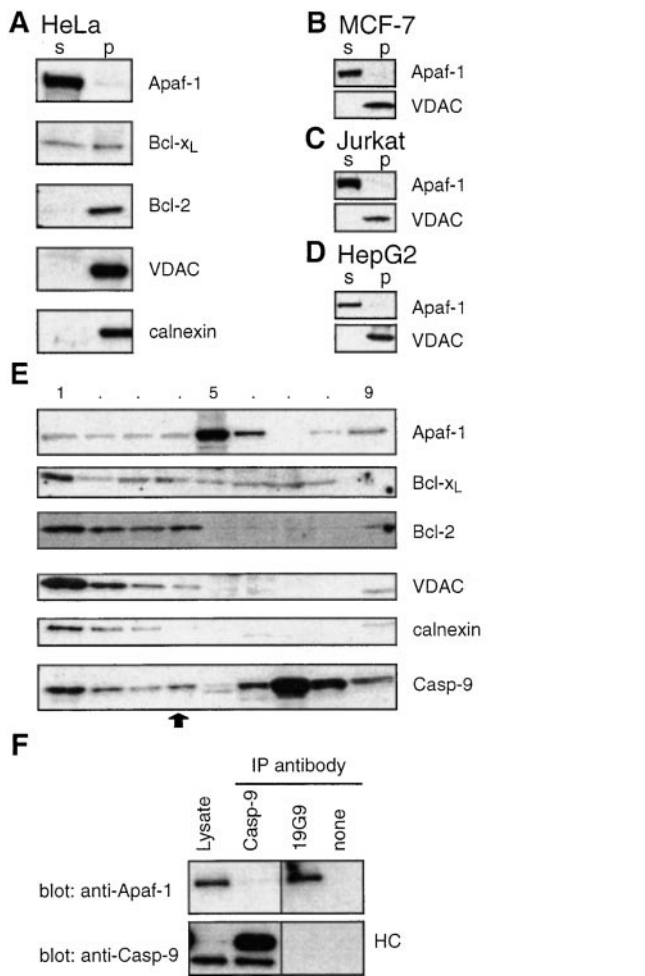 A HeLa
s p
Apaf-1
Bcl-xL
Bcl-2
VDAC
calnexin
B MCF-7
s p
Apaf-1
VDAC
C Jurkat
s p
Apaf-1
VDAC
D HepG2
s p
Apaf-1
VDAC
E
1 . . . 5 . . . 9
Apaf-1
Bcl-xL
Bcl-2
VDAC
calnexin
Casp-9
F
IP antibody
Lysate Casp-9 19G9 none
blot: anti-Apaf-1
blot: anti-Casp-9 HC